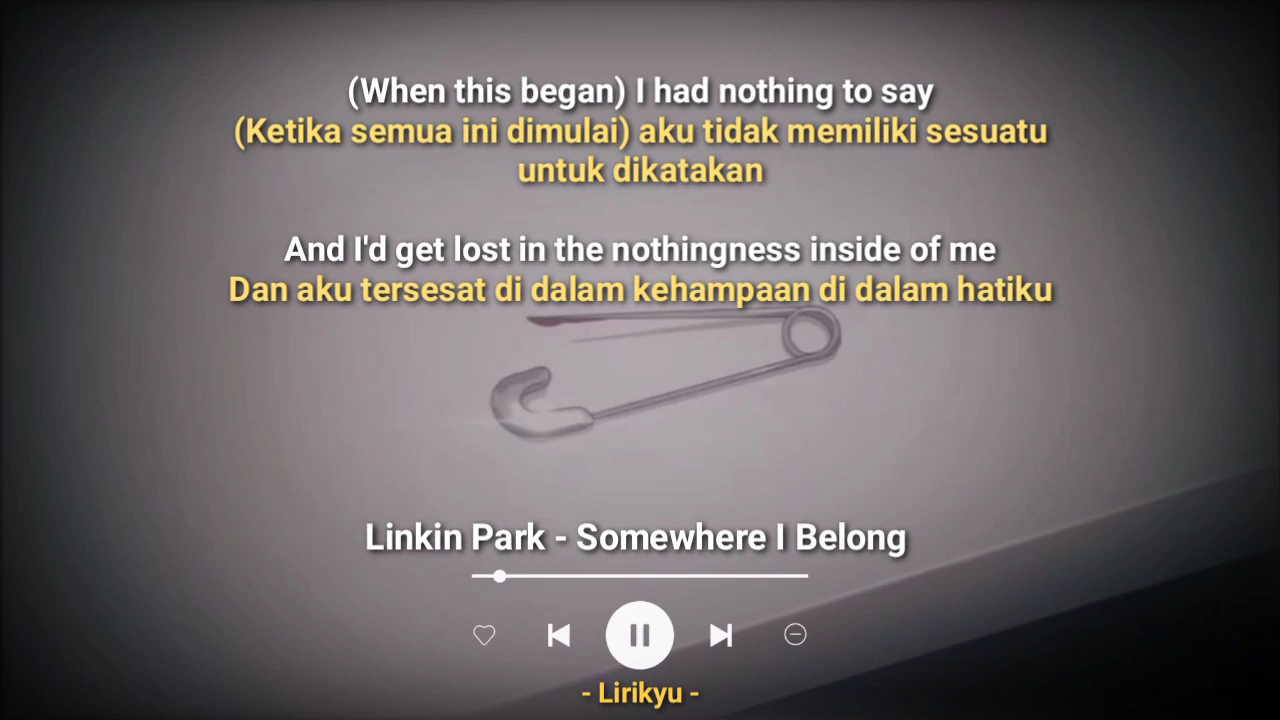 (When this began) I had nothing to say
(Ketika semua ini dimulai) aku tidak memiliki sesuatu
untuk dikatakan
And I'd get lost in the nothingness inside of me
Dan aku tersesat di dalam kehampaan di dalam hatiku
Linkin Park - Somewhere I Belong
- Lirikyu -